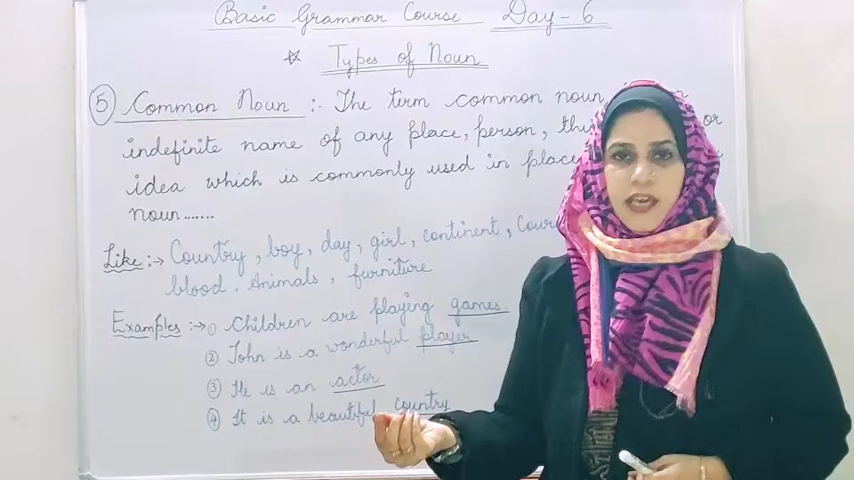 Basic Grammar Course Day - 6
☆ Types of Noun
⑤ Common Noun :- The term common noun
indefinite name of any place, person, or
idea which is commonly used in place
noun.......
Like :-> Country, boy, day, girl, continent,
blood. Animals, furniture
Examples :-> ① Children are playing games
② John is a wonderful player
③ He is an actor
④ It is a beautiful country